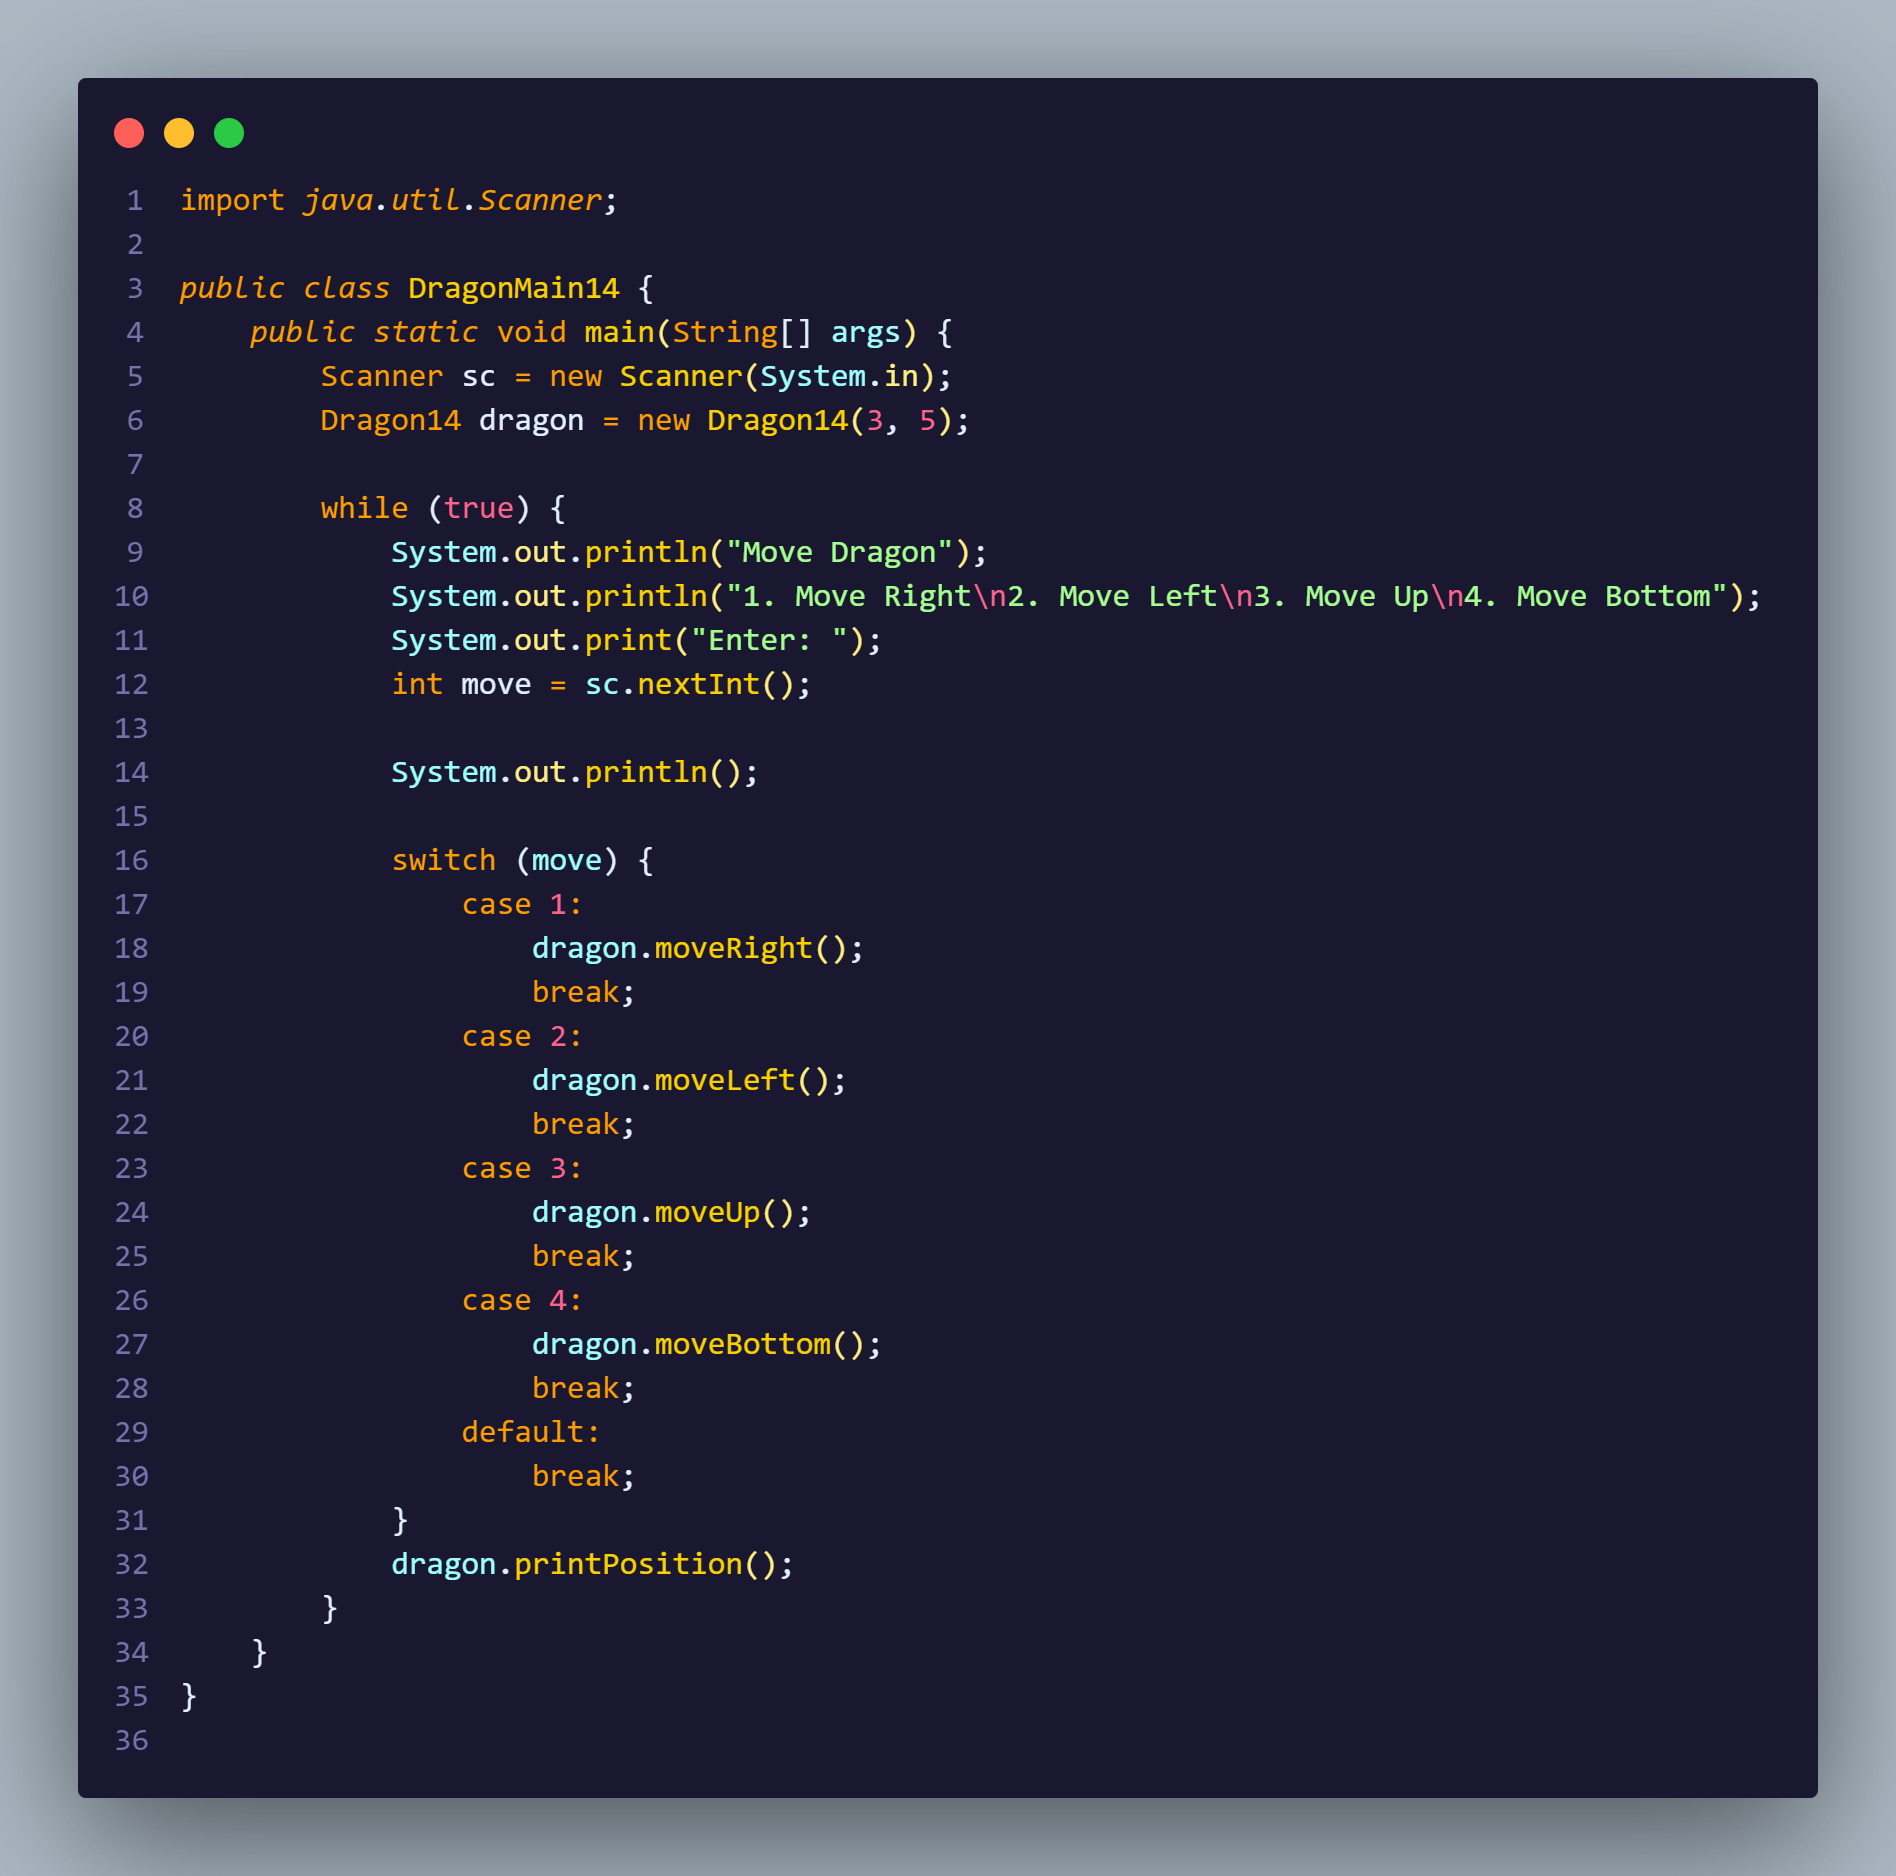 1 import java.util.Scanner;
2
3 public class DragonMain14 {
4     public static void main(String[] args) {
5         Scanner sc = new Scanner(System.in);
6         Dragon14 dragon = new Dragon14(3, 5);
7
8         while (true) {
9             System.out.println("Move Dragon");
10             System.out.println("1. Move Right\n2. Move Left\n3. Move Up\n4. Move Bottom");
11             System.out.print("Enter: ");
12             int move = sc.nextInt();
13
14             System.out.println();
15
16             switch (move) {
17                 case 1:
18                     dragon.moveRight();
19                     break;
20                 case 2:
21                     dragon.moveLeft();
22                     break;
23                 case 3:
24                     dragon.moveUp();
25                     break;
26                 case 4:
27                     dragon.moveBottom();
28                     break;
29                 default:
30                     break;
31             }
32             dragon.printPosition();
33         }
34     }
35 }
36